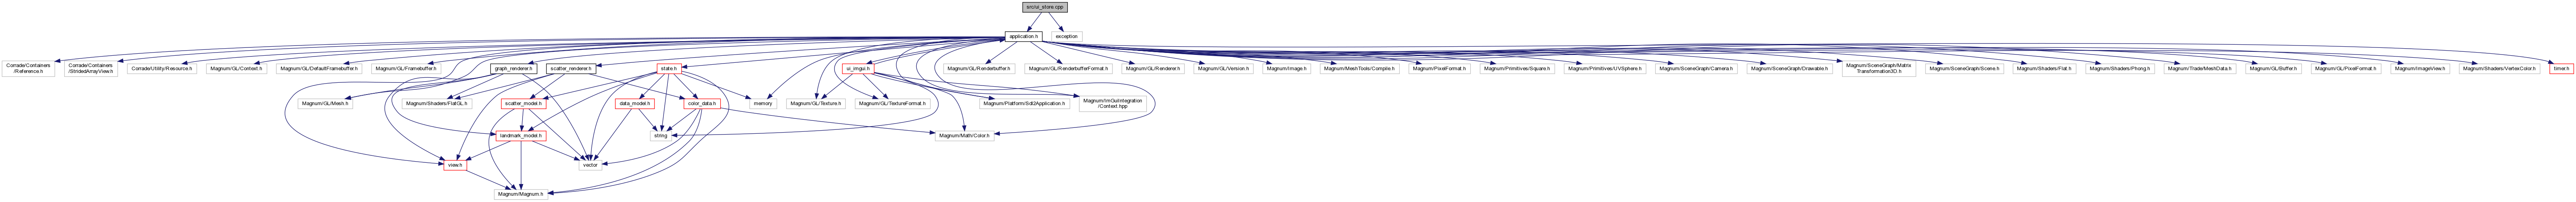 src/ui_store.cpp
application.h
exception
Corrade/Containers
/Reference.h
Corrade/Containers
/StridedArrayView.h
Corrade/Utility/Resource.h
Magnum/GL/Context.h
Magnum/GL/DefaultFramebuffer.h
Magnum/GL/Framebuffer.h
graph_renderer.h
scatter_renderer.h
state.h
ui_imgui.h
Magnum/GL/Renderbuffer.h
Magnum/GL/RenderbufferFormat.h
Magnum/GL/Renderer.h
Magnum/GL/Version.h
Magnum/Image.h
Magnum/MeshTools/Compile.h
Magnum/PixelFormat.h
Magnum/Primitives/Square.h
Magnum/Primitives/UVSphere.h
Magnum/SceneGraph/Camera.h
Magnum/SceneGraph/Drawable.h
Magnum/SceneGraph/Matrix
Transformation3D.h
Magnum/SceneGraph/Scene.h
Magnum/Shaders/Flat.h
Magnum/Shaders/Phong.h
Magnum/Trade/MeshData.h
Magnum/GL/Buffer.h
Magnum/GL/PixelFormat.h
Magnum/ImageView.h
Magnum/Shaders/VertexColor.h
timer.h
Magnum/GL/Mesh.h
Magnum/Shaders/FlatGL.h
scatter_model.h
data_model.h
color_data.h
memory
Magnum/GL/Texture.h
Magnum/GL/TextureFormat.h
Magnum/Platform/Sdl2Application.h
Magnum/ImGuiIntegration
/Context.hpp
landmark_model.h
string
Magnum/Math/Color.h
view.h
vector
Magnum/Magnum.h